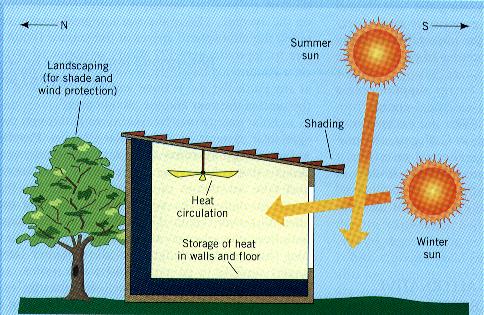 N
S
Summer
sun
Landscaping
(for shade and
wind protection)
Shading
Heat
circulation
Storage of heat
in walls and floor
Winter
sun